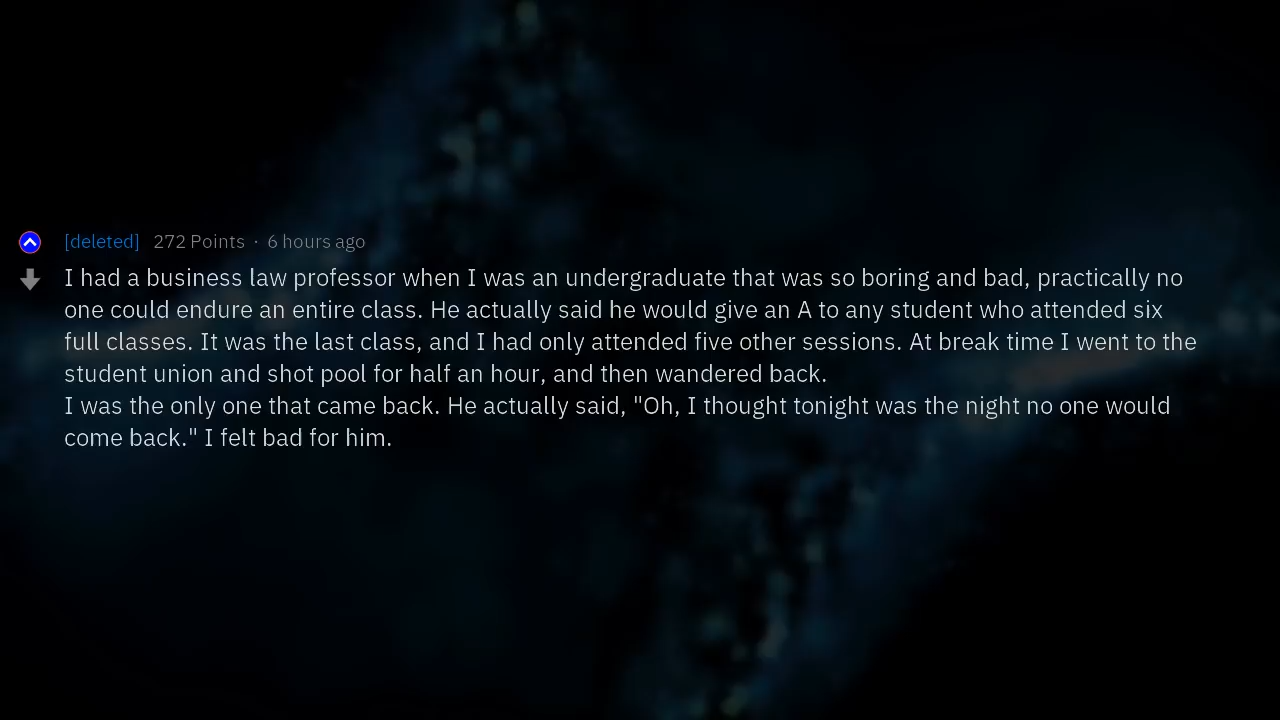 [deleted] 272 Points · 6 hours ago
I had a business law professor when I was an undergraduate that was so boring and bad, practically no
one could endure an entire class. He actually said he would give an A to any student who attended six
full classes. It was the last class, and I had only attended five other sessions. At break time I went to the
student union and shot pool for half an hour, and then wandered back.
I was the only one that came back. He actually said, "Oh, I thought tonight was the night no one would
come back." I felt bad for him.